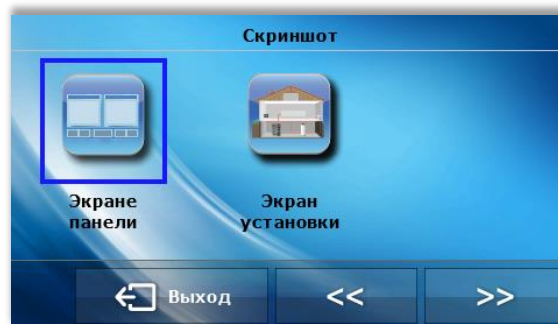 Скриншот
Экране
панели
Экран
установки
Выход
<<
>>